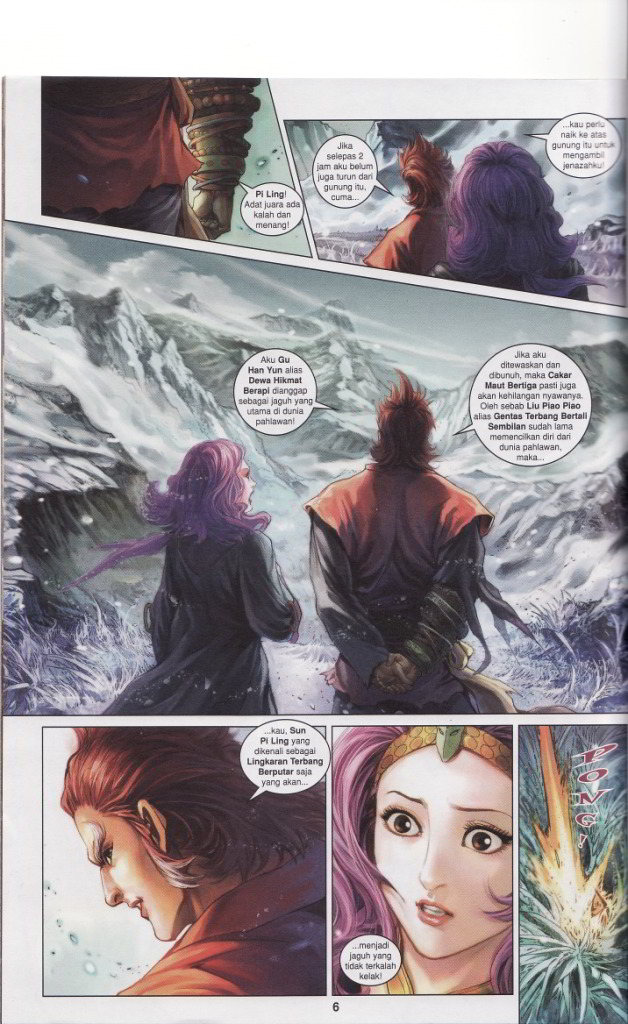 Pi Ling!
Adat juara ada
kalah dan
menang!
Jika
selepas 2
jam aku belum
juga turun dari
gunung itu,
cuma...
...kau perlu
naik ke atas
gunung itu untuk
mengambil
jenazahku!
Aku Gu
Han Yun alias
Dewa Hikmat
Berapi dianggap
sebagai jaguh yang
utama di dunia
pahlawan!
Jika aku
ditewaskan dan
dibunuh, maka Cakar
Maut Bertiga pasti juga
akan kehilangan nyawanya.
Oleh sebab Liu Piao Piao
alias Gentas Terbang Bertali
Sembilan sudah lama
memencilkan diri dari
dunia pahlawan,
maka...
...kau, Sun
Pi Ling yang
dikenali sebagai
Lingkaran Terbang
Berputar saja
yang akan...
...menjadi
jaguh yang
tidak terkalah
kelak!
PONG!
6